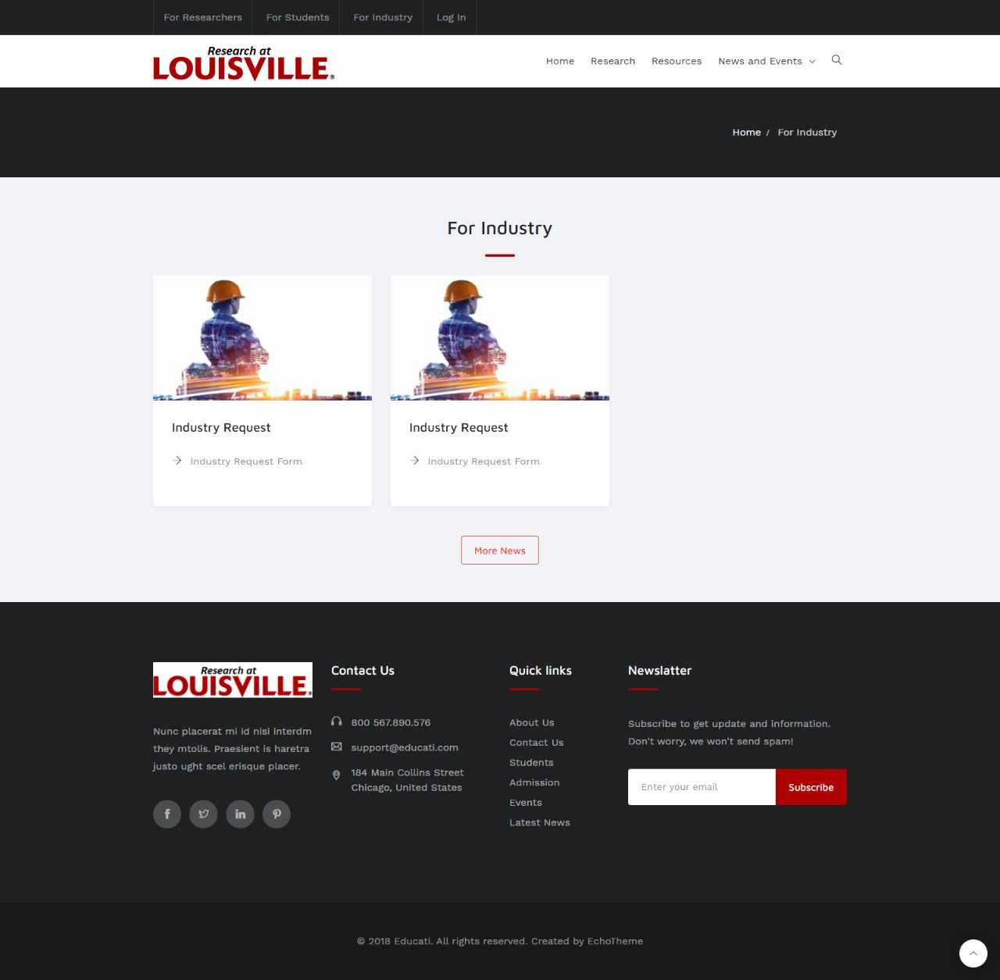 For Researchers
For Students
For Industry
Log In
Research at
LOUISVILLE®
Home
Research
Resources
News and Events
Home / For Industry
For Industry
Industry Request
Industry Request Form
Industry Request
Industry Request Form
More News
Research at
LOUISVILLE®
Nunc placerat mi id nisi interdm
they mtolis. Praesient is haretra
justo ught scel erisque placer.
Contact Us
800 567.890.576
support@educati.com
184 Main Collins Street
Chicago, United States
Quick links
About Us
Contact Us
Students
Admission
Events
Latest News
Newslatter
Subscribe to get update and information.
Don't worry, we won't send spam!
Enter your email
Subscribe
© 2018 Educati. All rights reserved. Created by EchoTheme